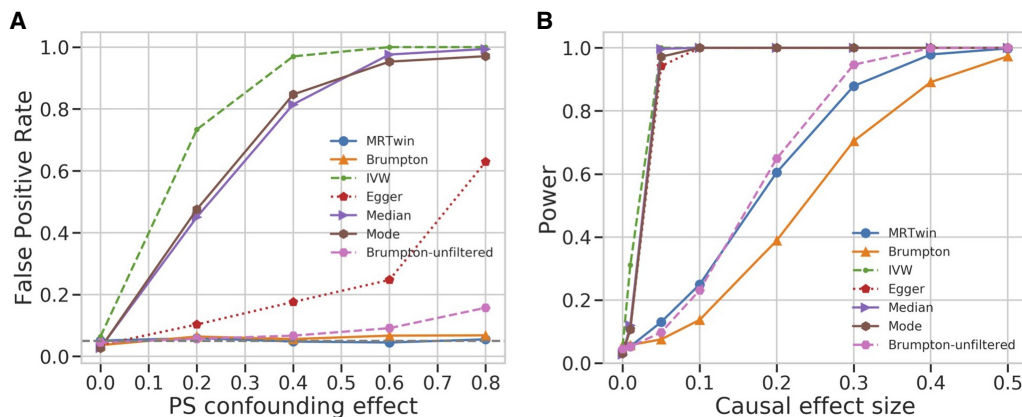 A
False Positive Rate
1.0
0.8
0.6
0.4
0.2
0.0
MRTwin
Brumpton
IVW
Egger
Median
Mode
Brumpton-unfiltered
0.0 0.1 0.2 0.3 0.4 0.5 0.6 0.7 0.8
PS confounding effect
B
Power
1.0
0.8
0.6
0.4
0.2
0.0
MRTwin
Brumpton
IVW
Egger
Median
Mode
Brumpton-unfiltered
0.0 0.1 0.2 0.3 0.4 0.5
Causal effect size